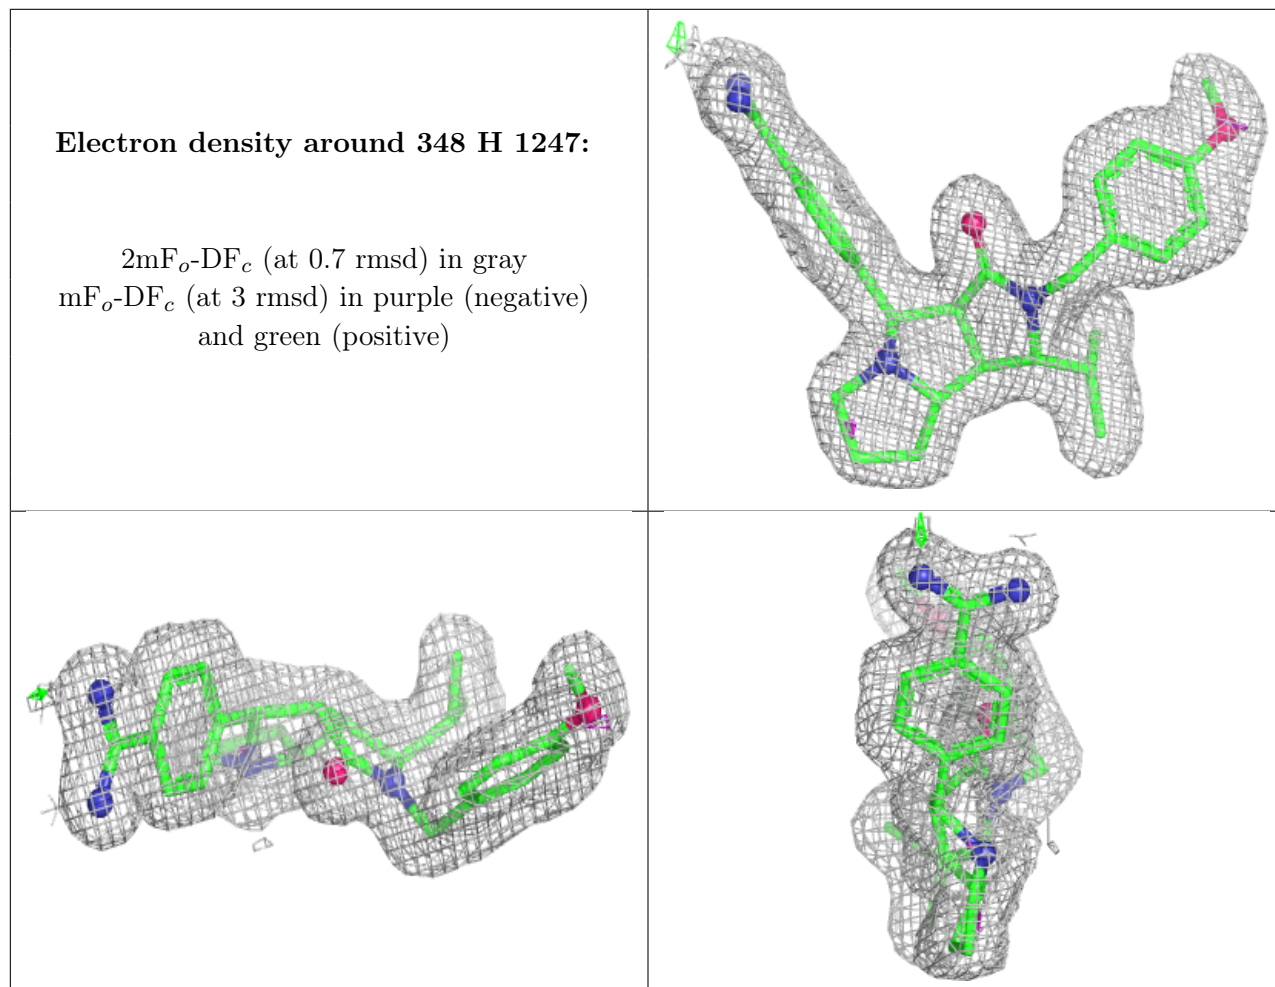 Electron density around 348 H 1247:
2mFo-DFc (at 0.7 rmsd) in gray
mFo-DFc (at 3 rmsd) in purple (negative)
and green (positive)